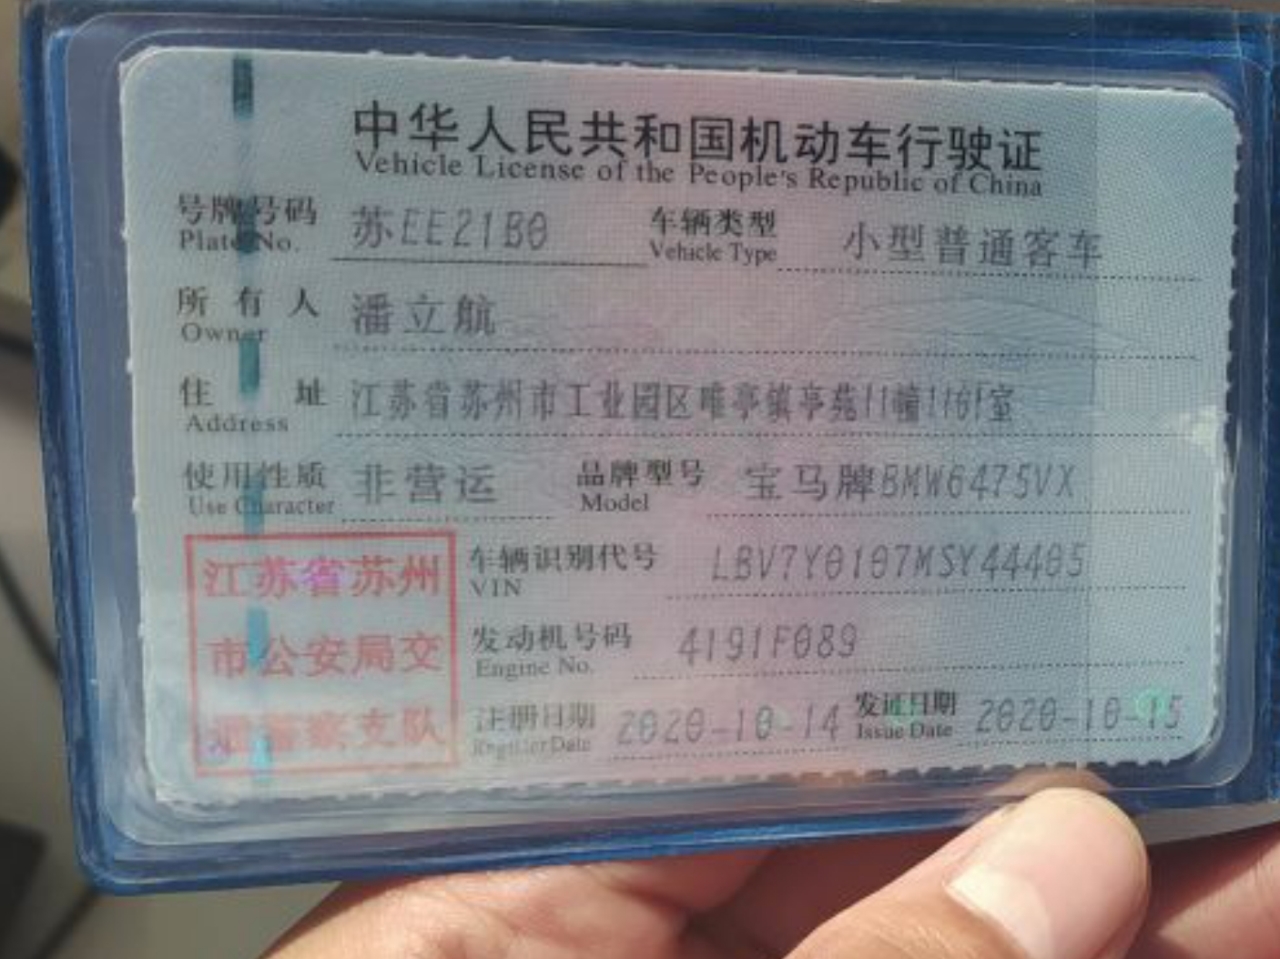 中华人民共和国机动车行驶证
Vehicle License of the People's Republic of China
号牌号码 苏EE21B0 车辆类型 小型普通客车
Plate No. Vehicle Type
所有人 潘立航
Owner
住址 江苏省苏州市工业园区唯亭镇亭苑11幢1101室
Address
使用性质 非营运 品牌型号 宝马牌BMW6475VX
Use Character Model
江苏省苏州
市公安局交
通警察支队
车辆识别代号 LBV7Y0107MSY44405
VIN
发动机号码 4191F089
Engine No.
注册日期 2020-10-14 发证日期 2020-10-15
Register Date Issue Date